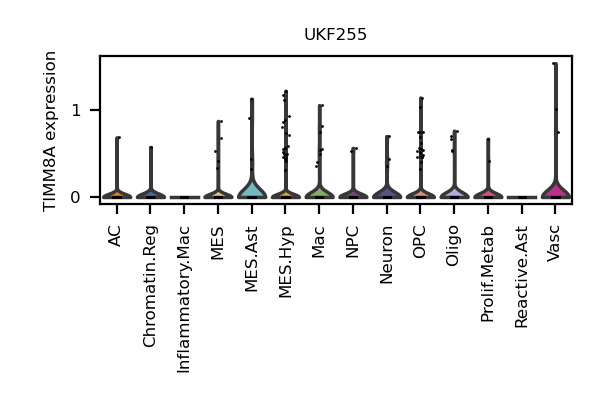 UKF255
TIMM8A expression
1
0
AC
Chromatin.Reg
Inflammatory.Mac
MES
MES.Ast
MES.Hyp
Mac
NPC
Neuron
OPC
Oligo
Prolif.Metab
Reactive.Ast
Vasc